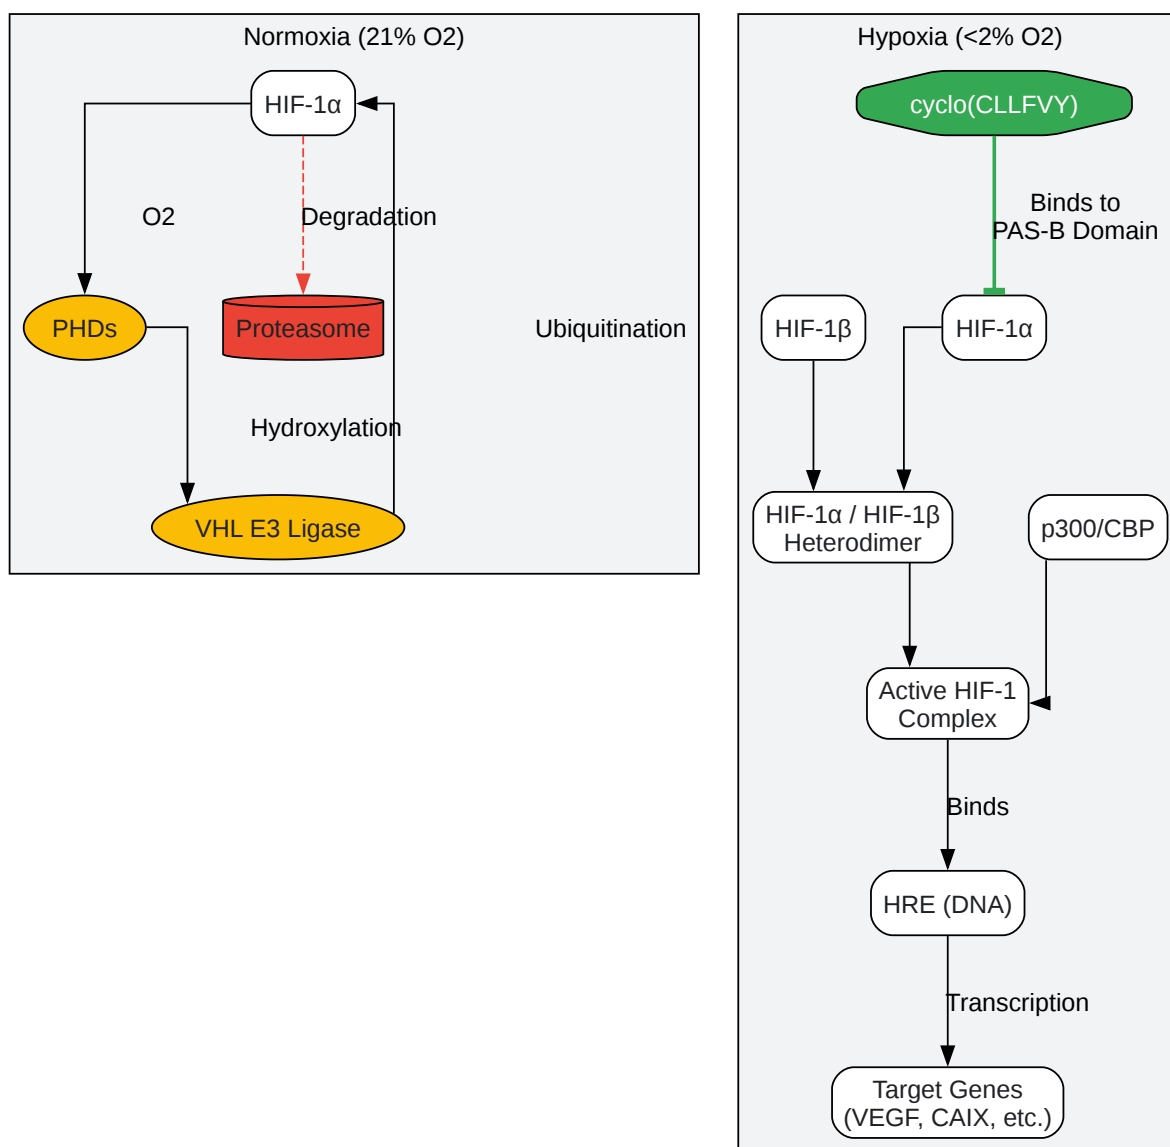 Normoxia (21% O2)
HIF-1α
O2
Degradation
PHDs
Proteasome
Ubiquitination
Hydroxylation
VHL E3 Ligase
Hypoxia (<2% O2)
cyclo(CLLFVY)
Binds to
PAS-B Domain
HIF-1β
HIF-1α
HIF-1α / HIF-1β
Heterodimer
p300/CBP
Active HIF-1
Complex
Binds
HRE (DNA)
Transcription
Target Genes
(VEGF, CAIX, etc.)